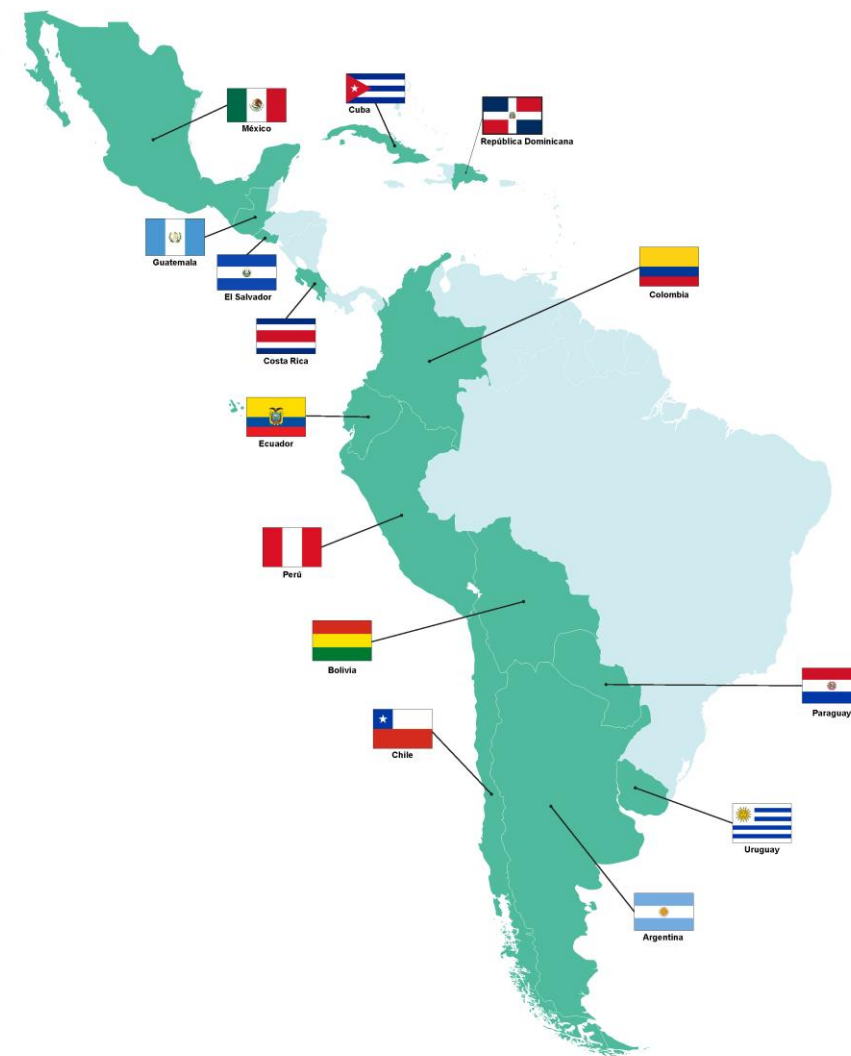 México
Cuba
República Dominicana
Guatemala
El Salvador
Colombia
Costa Rica
Ecuador
Perú
Bolivia
Paraguay
Chile
Uruguay
Argentina